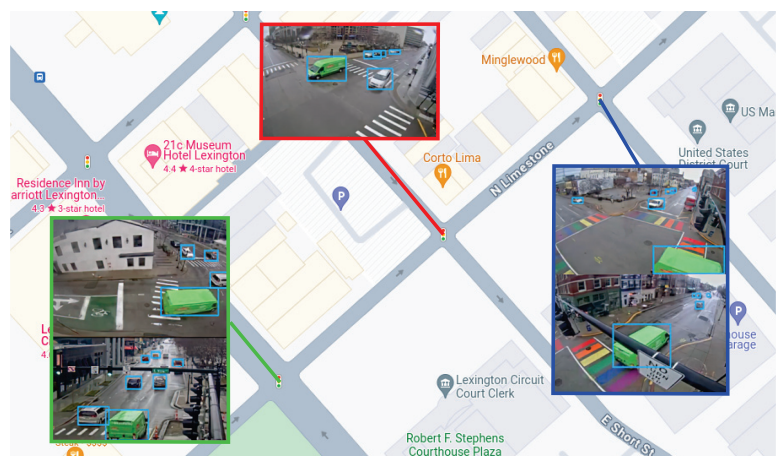 Minglewood
US Ma
21c Museum
Hotel Lexington
4.4 ★ 4-star hotel
Corto Lima
N Limestone
United States
District Court
Residence Inn by
arriott Lexington...
4.3 ★ 3-star hotel
P
P
house
arage
Lexington Circuit
Court Clerk
Robert F. Stephens
Courthouse Plaza
E Short St